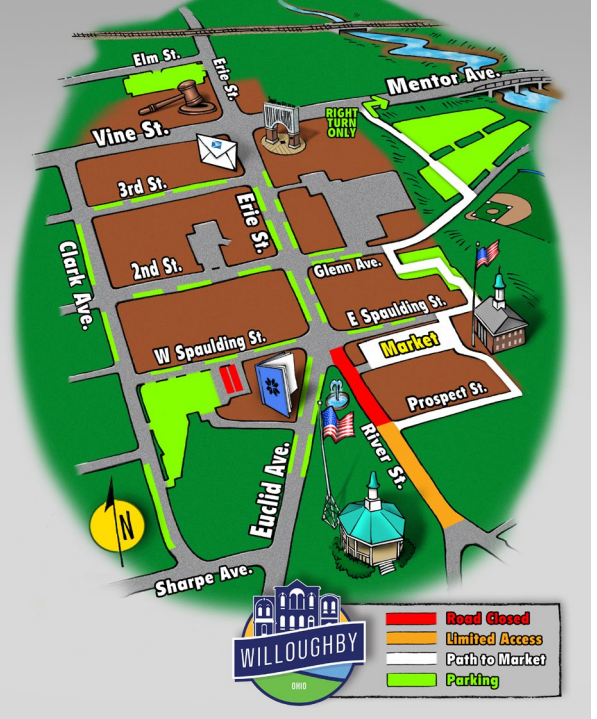 Elm St.
Erie St.
Mentor Ave.
Vine St.
WILLOUGHBY
RIGHT
TURN
ONLY
3rd St.
Erie St.
Clark Ave.
2nd St.
Glenn Ave.
E Spaulding St.
W Spaulding St.
Market
Prospect St.
River St.
Euclid Ave.
N
Sharpe Ave.
WILLOUGHBY
OHIO
Road Closed
Limited Access
Path to Market
Parking